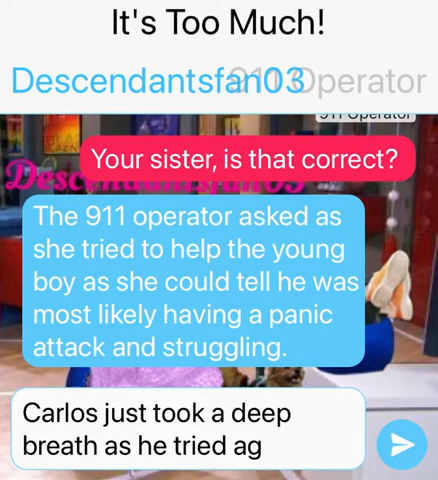 It's Too Much!
Descendantsfan03 911 Operator
911 Operator
Your sister, is that correct?
The 911 operator asked as
she tried to help the young
boy as she could tell he was
most likely having a panic
attack and struggling.
Carlos just took a deep
breath as he tried ag